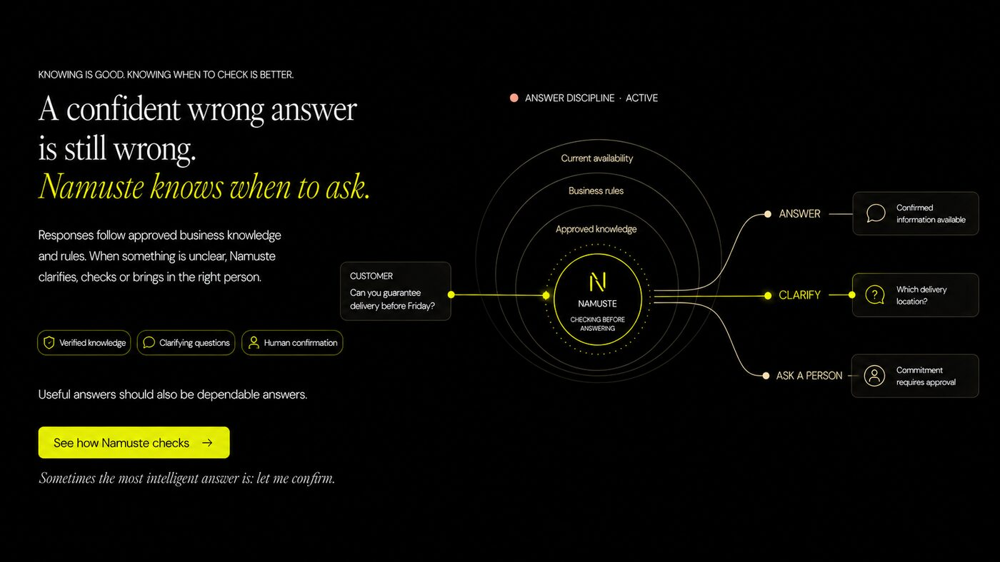 KNOWING IS GOOD. KNOWING WHEN TO CHECK IS BETTER.
A confident wrong answer
is still wrong.
Namuste knows when to ask.
Responses follow approved business knowledge
and rules. When something is unclear, Namuste
clarifies, checks or brings in the right person.
Verified knowledge
Clarifying questions
Human confirmation
Useful answers should also be dependable answers.
See how Namuste checks →
Sometimes the most intelligent answer is: let me confirm.
ANSWER DISCIPLINE · ACTIVE
Current availability
Business rules
Approved knowledge
CUSTOMER
Can you guarantee
delivery before Friday?
NAMUSTE
CHECKING BEFORE
ANSWERING
ANSWER
Confirmed
information available
CLARIFY
?
Which delivery
location?
ASK A PERSON
Commitment
requires approval